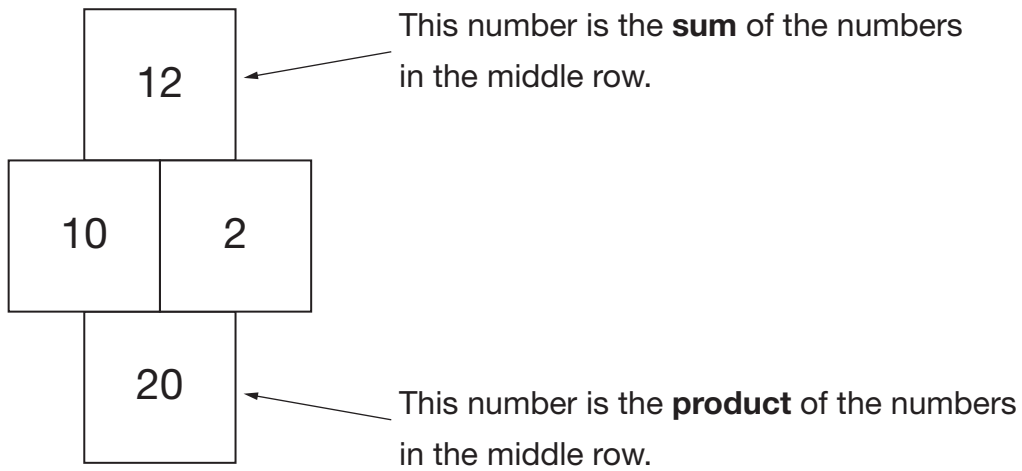 This number is the sum of the numbers
in the middle row.
12
10 2
20
This number is the product of the numbers
in the middle row.